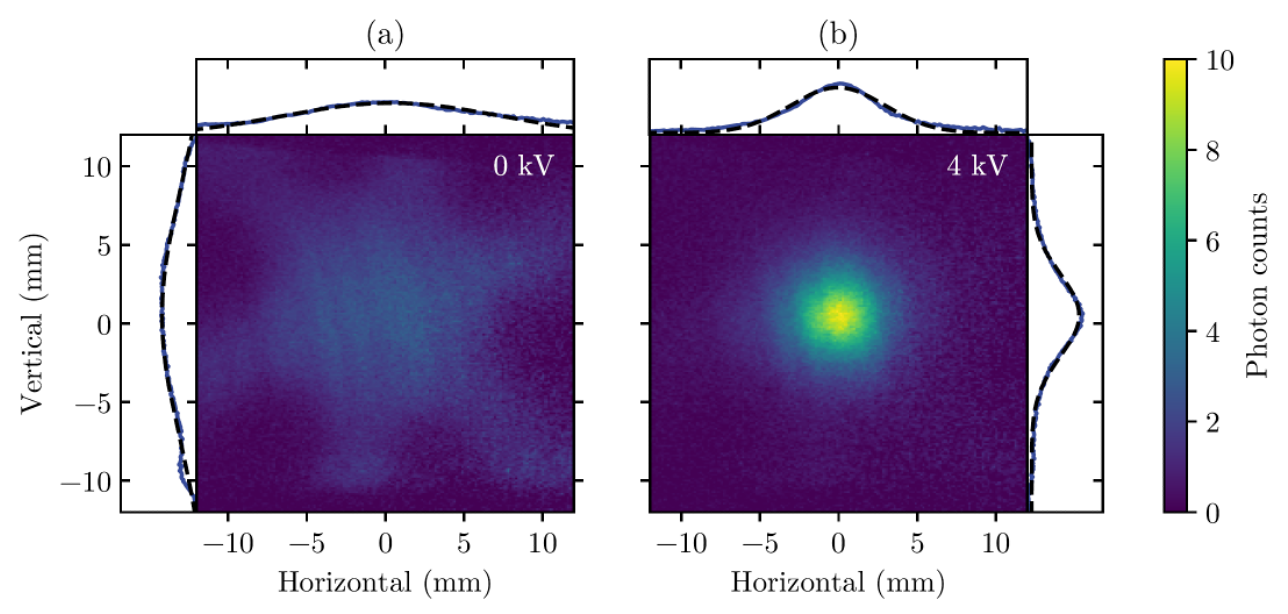 (a)
(b)
0 kV
4 kV
10
5
0
−5
−10
Vertical (mm)
−10 −5 0 5 10
Horizontal (mm)
−10 −5 0 5 10
Horizontal (mm)
10
8
6
4
2
0
Photon counts